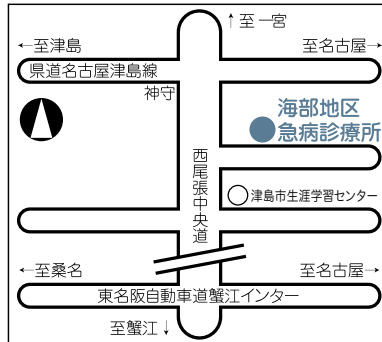 ↑至一宮
←至津島
至名古屋→
県道名古屋津島線
神守
海部地区
急病診療所
西尾張中央道
津島市生涯学習センター
←至桑名
至名古屋→
東名阪自動車道蟹江インター
至蟹江↓